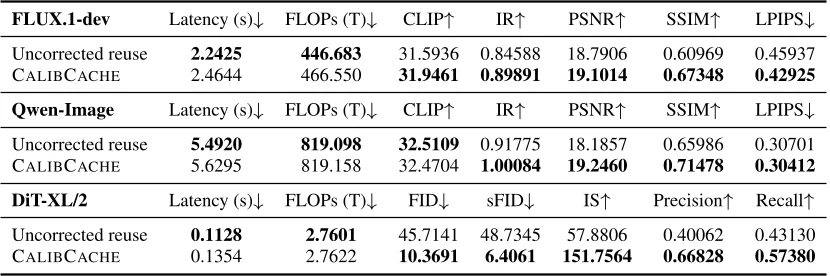 FLUX.1-dev Latency (s)↓ FLOPs (T)↓ CLIP↑ IR↑ PSNR↑ SSIM↑ LPIPS↓
Uncorrected reuse 2.2425 446.683 31.5936 0.84588 18.7906 0.60969 0.45937
CALIBCACHE 2.4644 466.550 31.9461 0.89891 19.1014 0.67348 0.42925
Qwen-Image Latency (s)↓ FLOPs (T)↓ CLIP↑ IR↑ PSNR↑ SSIM↑ LPIPS↓
Uncorrected reuse 5.4920 819.098 32.5109 0.91775 18.1857 0.65986 0.30701
CALIBCACHE 5.6295 819.158 32.4704 1.00084 19.2460 0.71478 0.30412
DiT-XL/2 Latency (s)↓ FLOPs (T)↓ FID↓ sFID↓ IS↑ Precision↑ Recall↑
Uncorrected reuse 0.1128 2.7601 45.7141 48.7345 57.8806 0.40062 0.43130
CALIBCACHE 0.1354 2.7622 10.3691 6.4061 151.7564 0.66828 0.57380